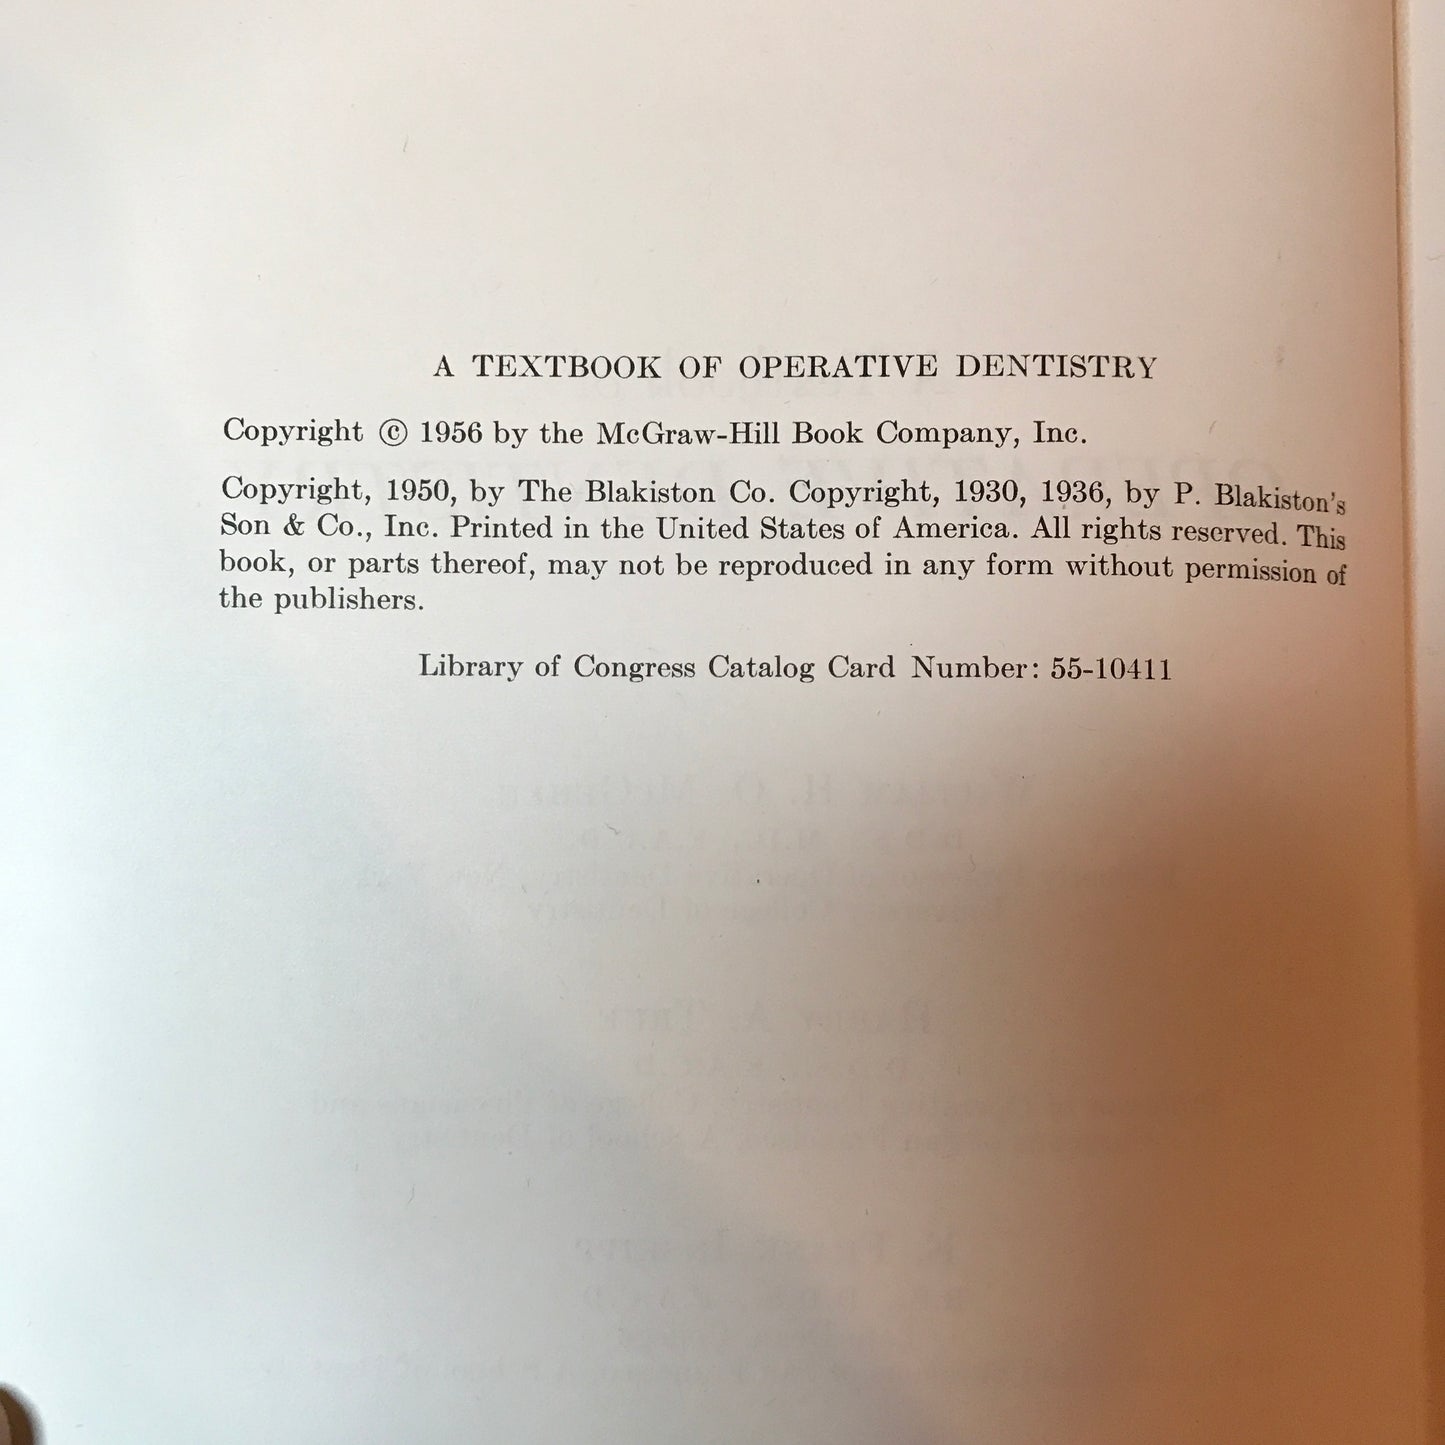 A TEXTBOOK OF OPERATIVE DENTISTRY
Copyright © 1956 by the McGraw-Hill Book Company, Inc.
Copyright, 1950, by The Blakiston Co. Copyright, 1930, 1936, by P. Blakiston's
Son & Co., Inc. Printed in the United States of America. All rights reserved. This
book, or parts thereof, may not be reproduced in any form without permission of
the publishers.
Library of Congress Catalog Card Number: 55-10411